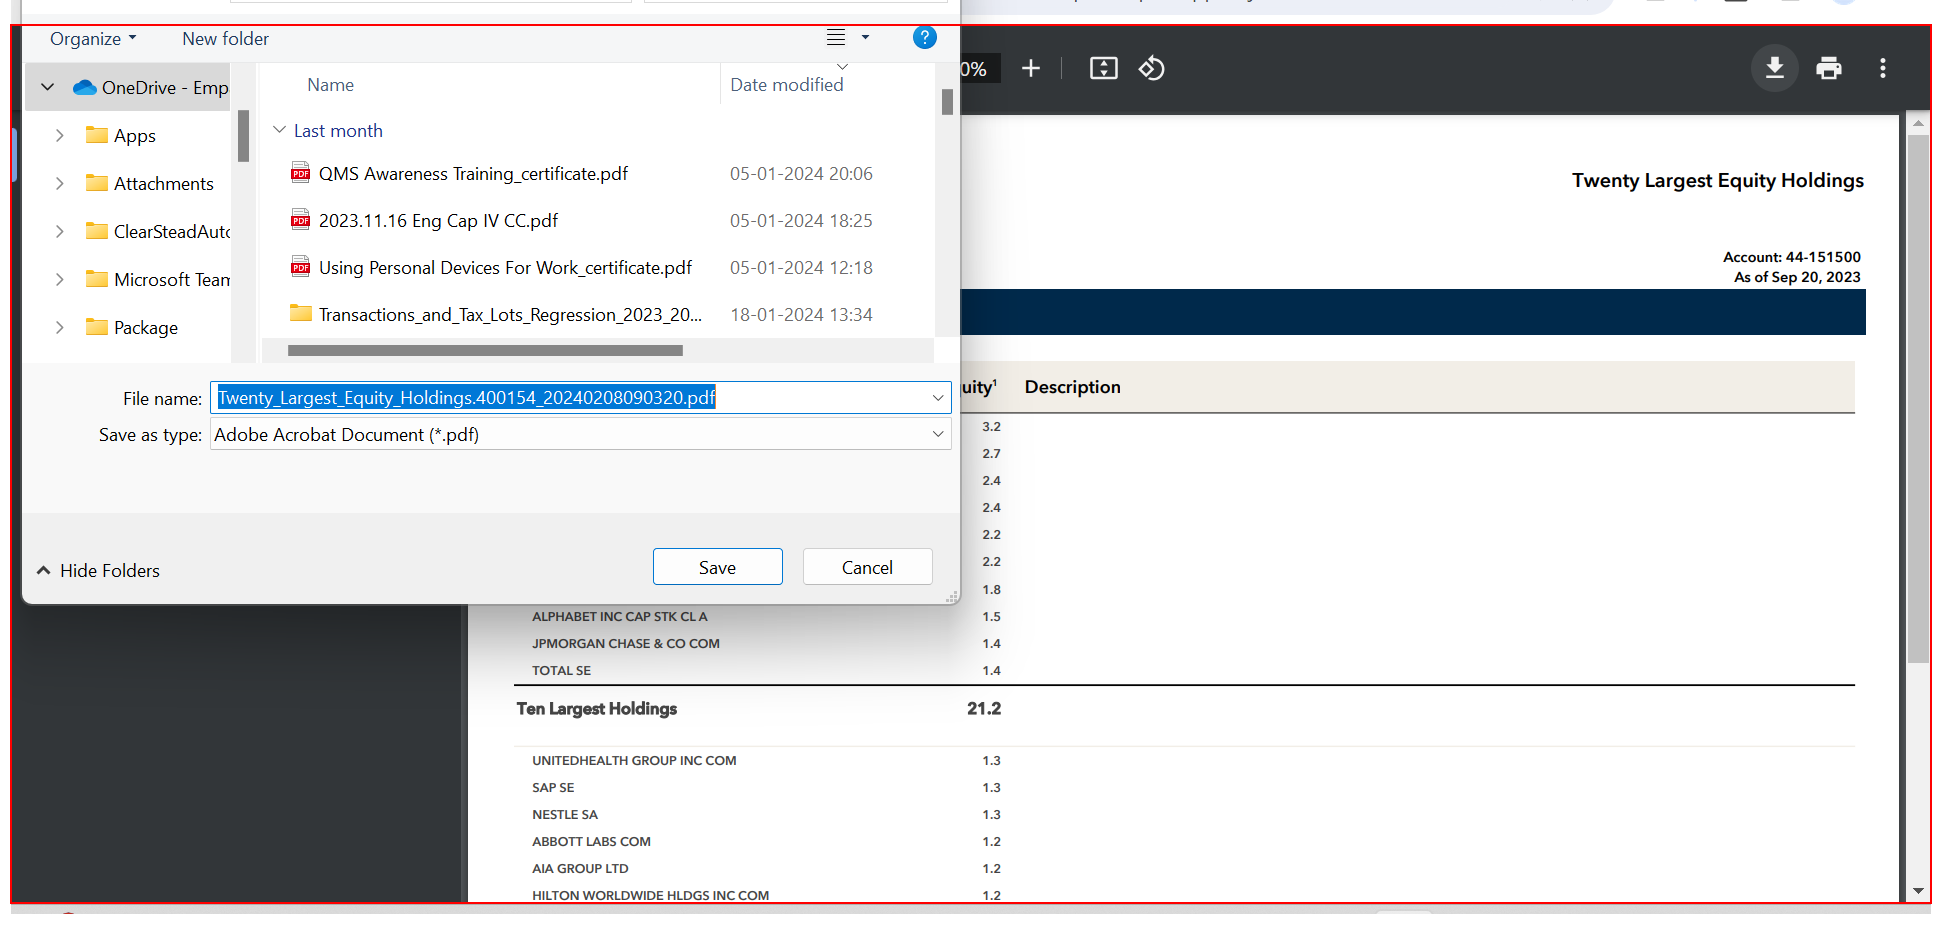 Organize
New folder
?
OneDrive - Emp
Apps
Attachments
ClearSteadAuto
Microsoft Team
Package
Name
Date modified
Last month
QMS Awareness Training_certificate.pdf
05-01-2024 20:06
2023.11.16 Eng Cap IV CC.pdf
05-01-2024 18:25
Using Personal Devices For Work_certificate.pdf
05-01-2024 12:18
Transactions_and_Tax_Lots_Regression_2023_20...
18-01-2024 13:34
File name: Twenty_Largest_Equity_Holdings.400154_20240208090320.pdf
Save as type: Adobe Acrobat Document (*.pdf)
Hide Folders
Save
Cancel
0%
Twenty Largest Equity Holdings
Account: 44-151500
As of Sep 20, 2023
uity¹ Description
3.2
2.7
2.4
2.4
2.2
2.2
1.8
ALPHABET INC CAP STK CL A 1.5
JPMORGAN CHASE & CO COM 1.4
TOTAL SE 1.4
Ten Largest Holdings 21.2
UNITEDHEALTH GROUP INC COM 1.3
SAP SE 1.3
NESTLE SA 1.3
ABBOTT LABS COM 1.2
AIA GROUP LTD 1.2
HILTON WORLDWIDE HLDGS INC COM 1.2